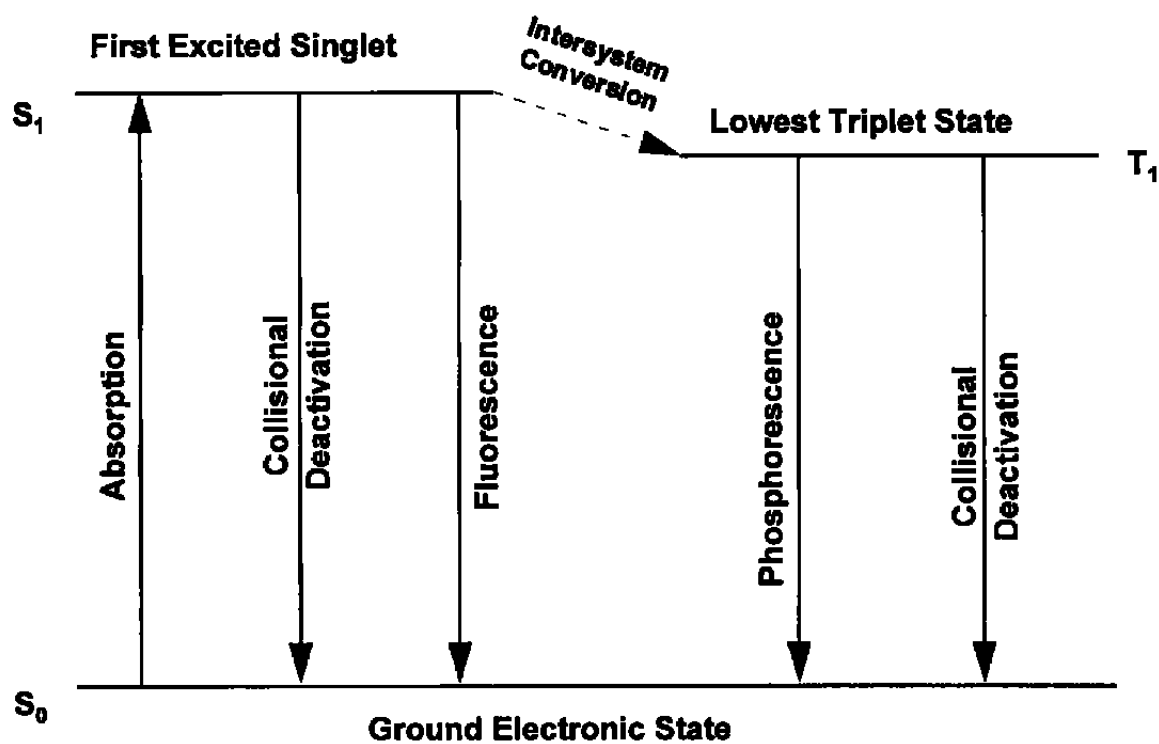 First Excited Singlet
Intersystem
Conversion
S₁
Lowest Triplet State
T₁
Absorption
Collisional
Deactivation
Fluorescence
Phosphorescence
Collisional
Deactivation
S₀
Ground Electronic State